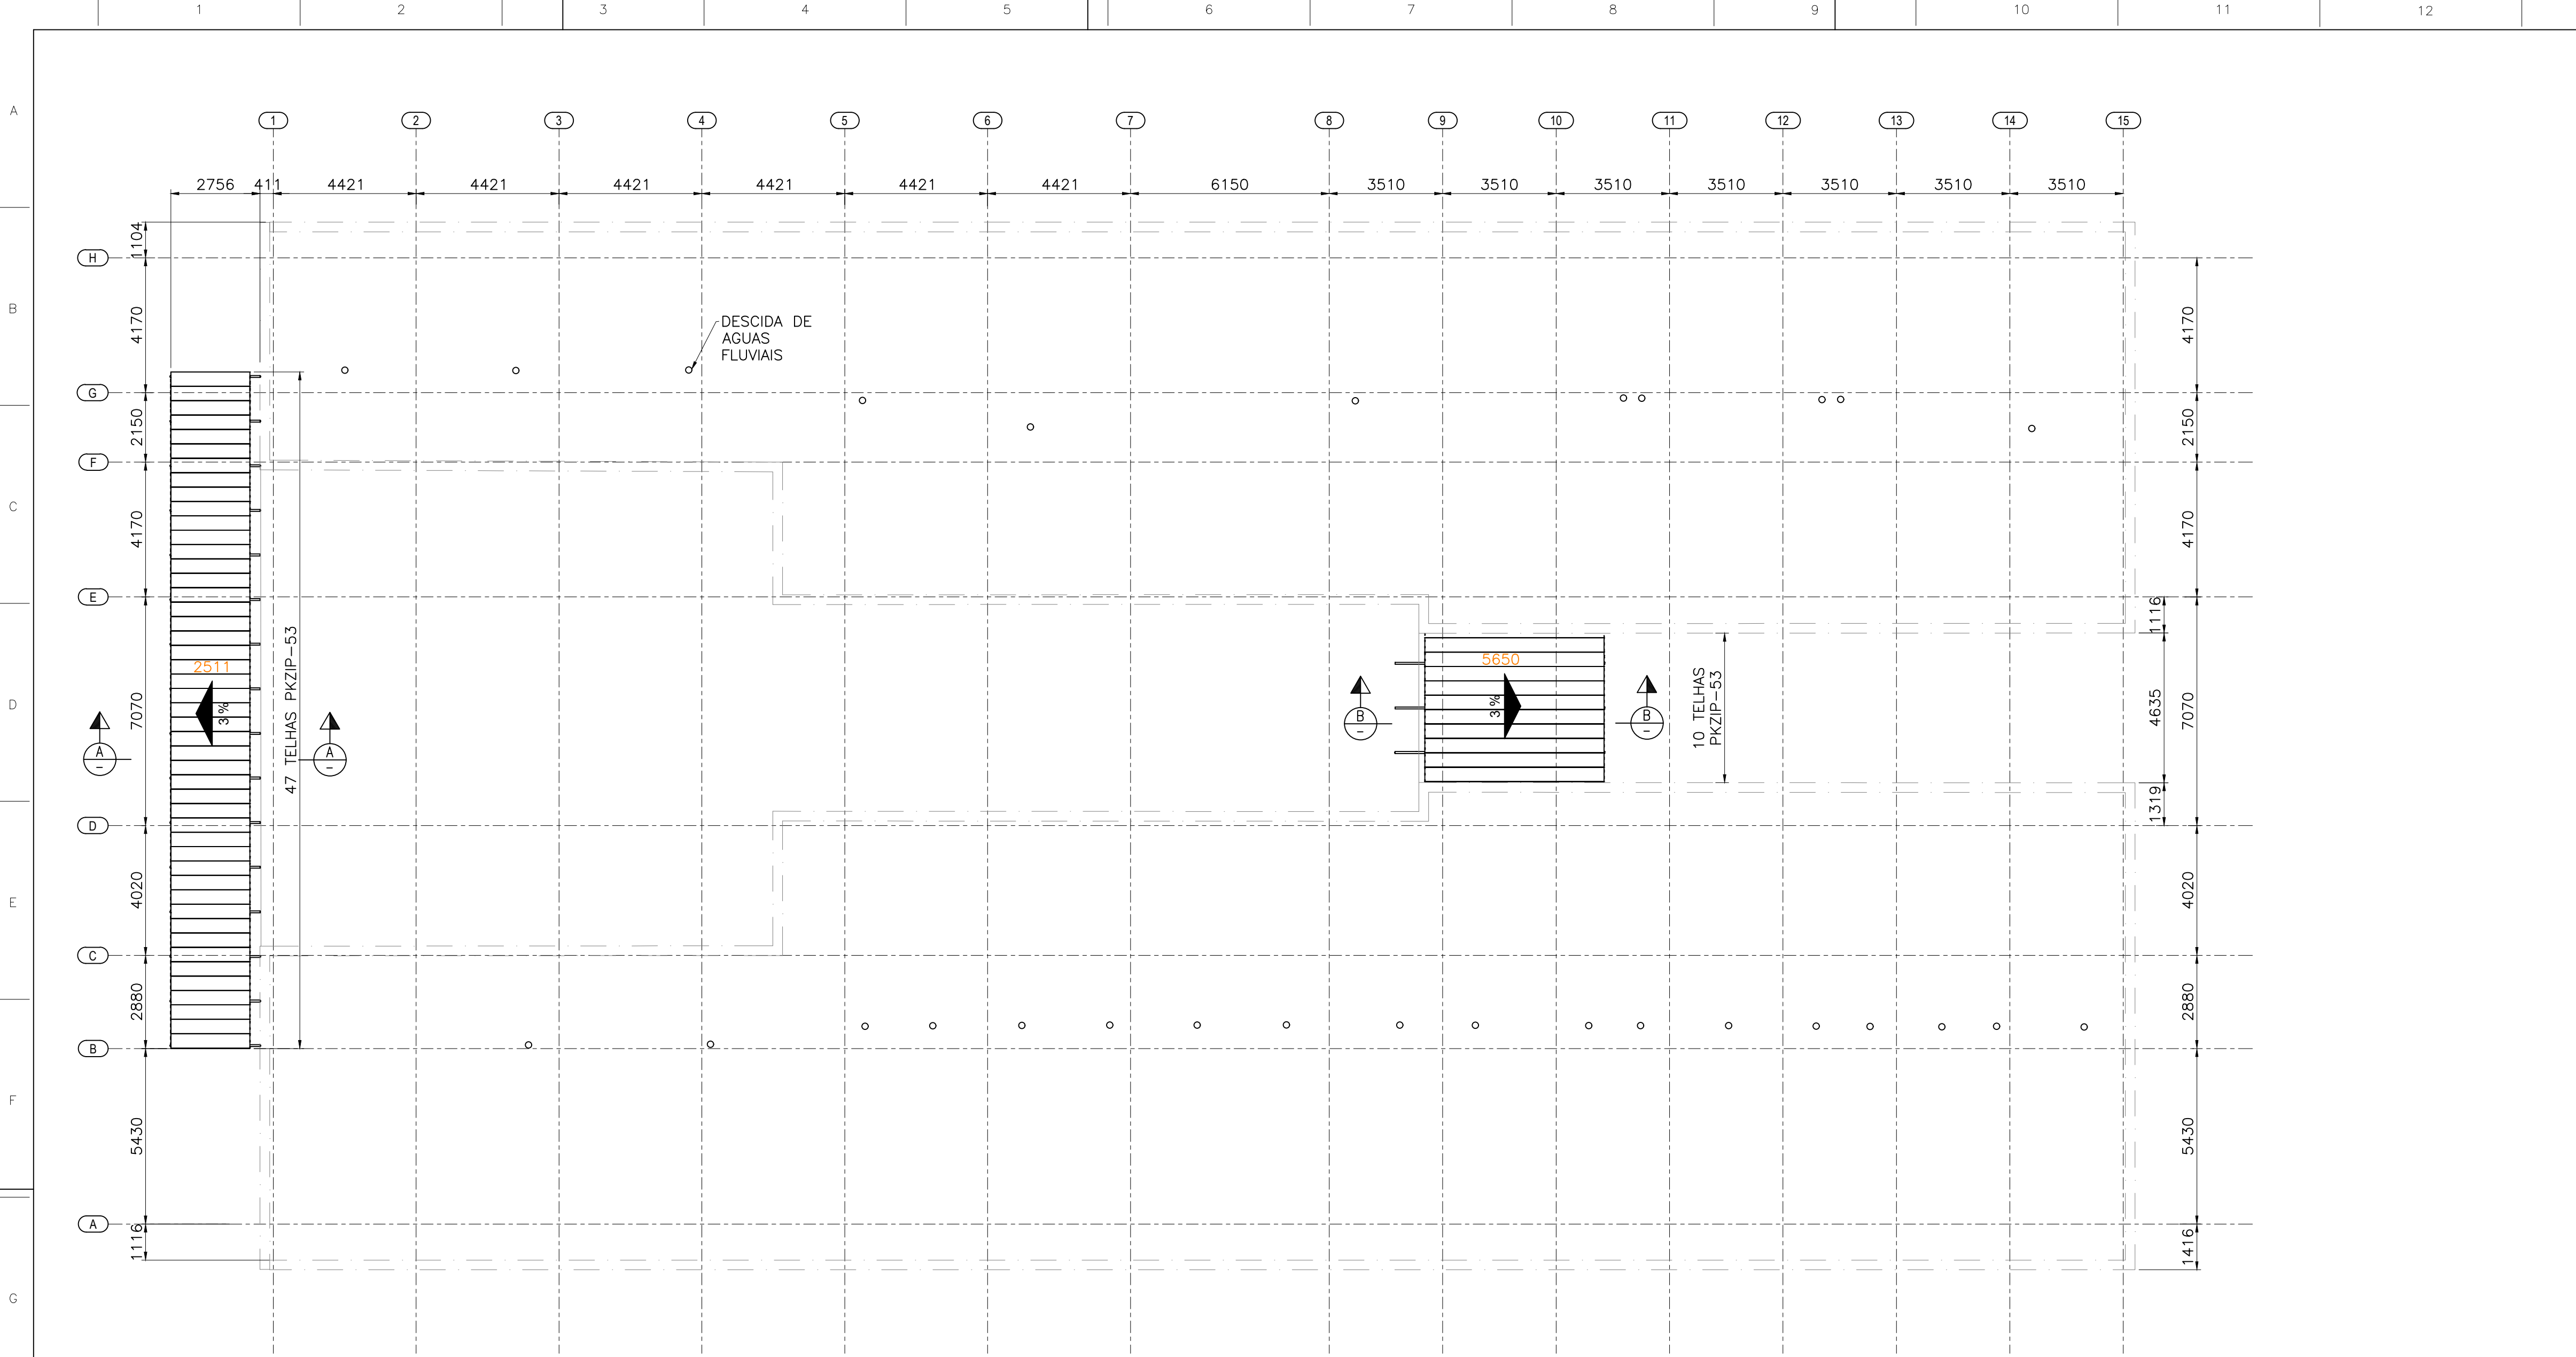 1 2 3 4 5 6 7 8 9 10 11 12
A
B
C
D
E
F
G
1 2 3 4 5 6 7 8 9 10 11 12 13 14 15
2756 411 4421 4421 4421 4421 4421 4421 6150 3510 3510 3510 3510 3510 3510 3510
H
G
F
E
D
C
B
A
1104
4170
2150
4170
7070
4020
2880
5430
1116
DESCIDA DE
AGUAS
FLUVIAIS
2511
3%
47 TELHAS PKZIP-53
A
-
A
-
B
-
5650
3%
B
-
10 TELHAS
PKZIP-53
1116
4635
1319
4170
2150
4170
7070
4020
2880
5430
1416